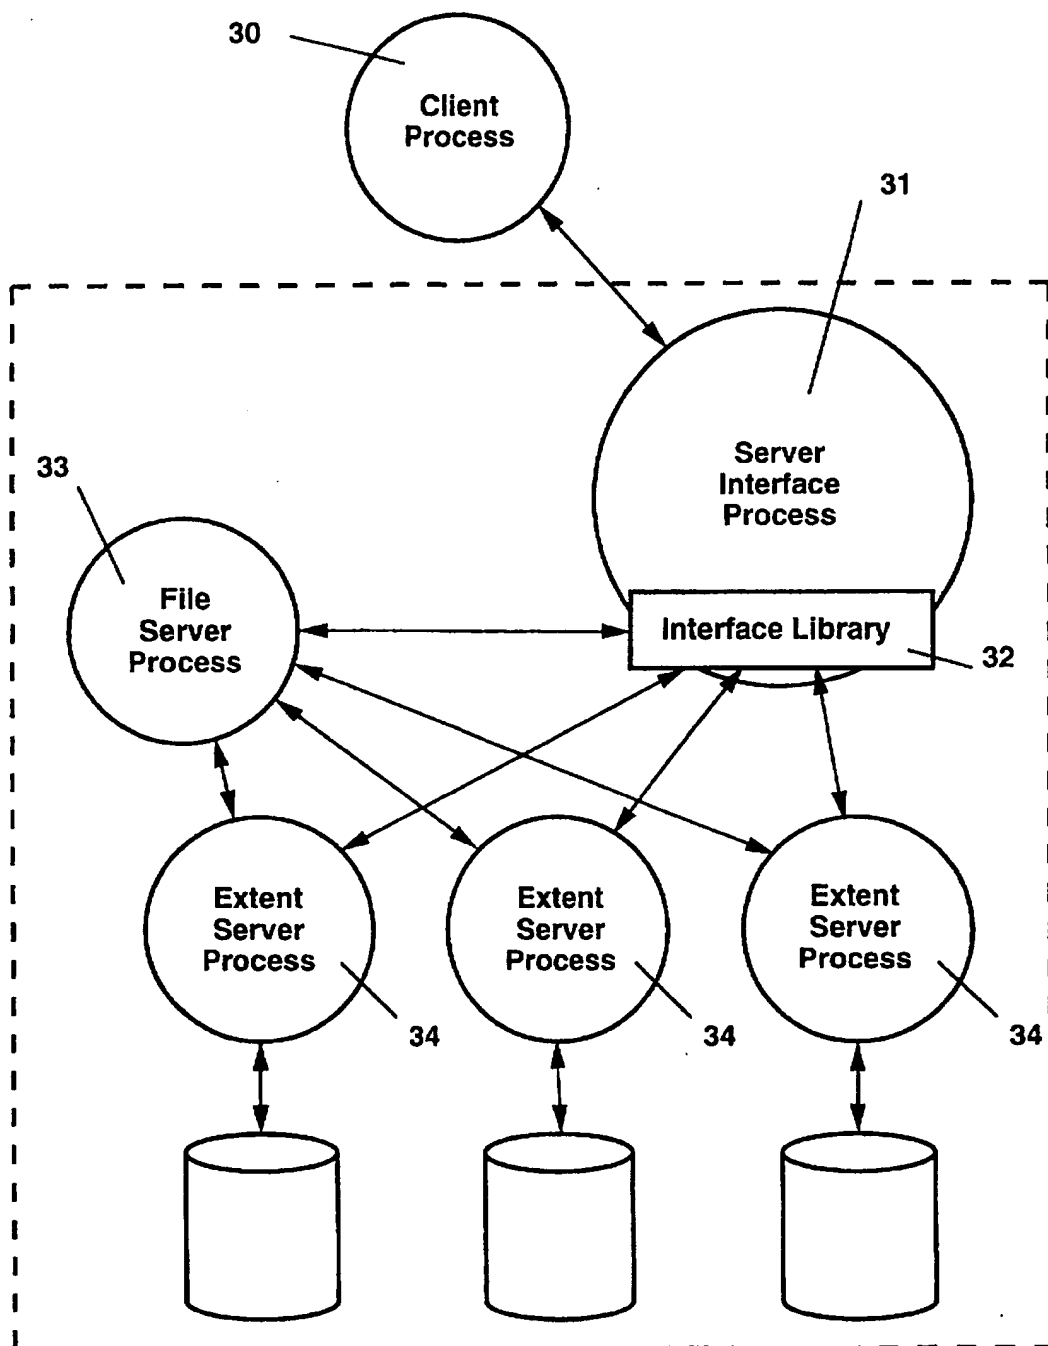 30
Client
Process
31
Server
Interface
Process
33
File
Server
Process
Interface Library
32
Extent
Server
Process
34
Extent
Server
Process
34
Extent
Server
Process
34